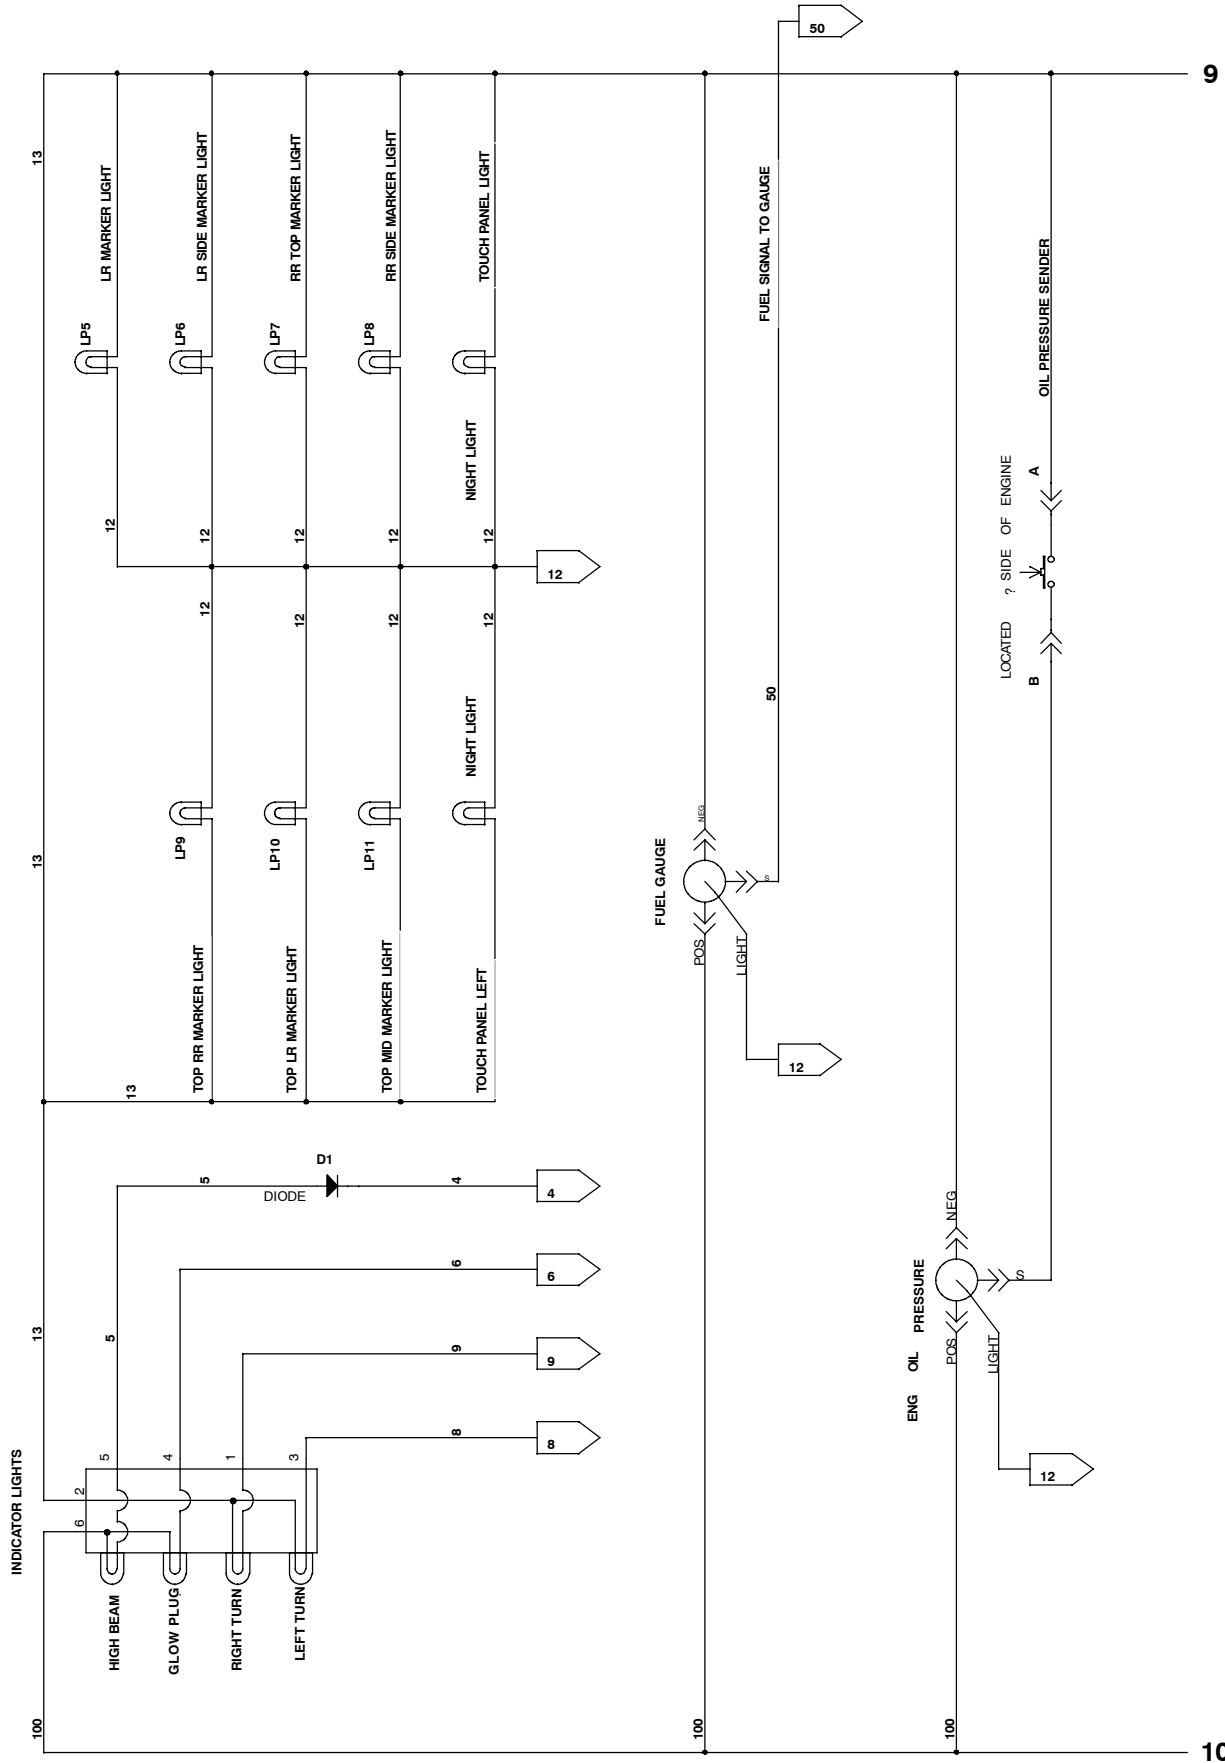 50
9
13
LR MARKER LIGHT
LR SIDE MARKER LIGHT
RR TOP MARKER LIGHT
RR SIDE MARKER LIGHT
TOUCH PANEL LIGHT
FUEL SIGNAL TO GAUGE
OIL PRESSURE SENDER
LP5
LP6
LP7
LP8
NIGHT LIGHT
12
12
12
12
12
12
12
12
12
12
LOCATED ? SIDE OF ENGINE
A
B
50
13
LP9
LP10
LP11
NIGHT LIGHT
FUEL GAUGE
NEG
S
POS
LIGHT
12
TOP RR MARKER LIGHT
TOP LR MARKER LIGHT
TOP MID MARKER LIGHT
TOUCH PANEL LEFT
13
D1
DIODE
5
4
4
6
6
9
9
8
8
13
5
ENG OIL PRESSURE
NEG
S
POS
LIGHT
12
INDICATOR LIGHTS
5
4
1
3
2
6
HIGH BEAM
GLOW PLUG
RIGHT TURN
LEFT TURN
100
100
100
10